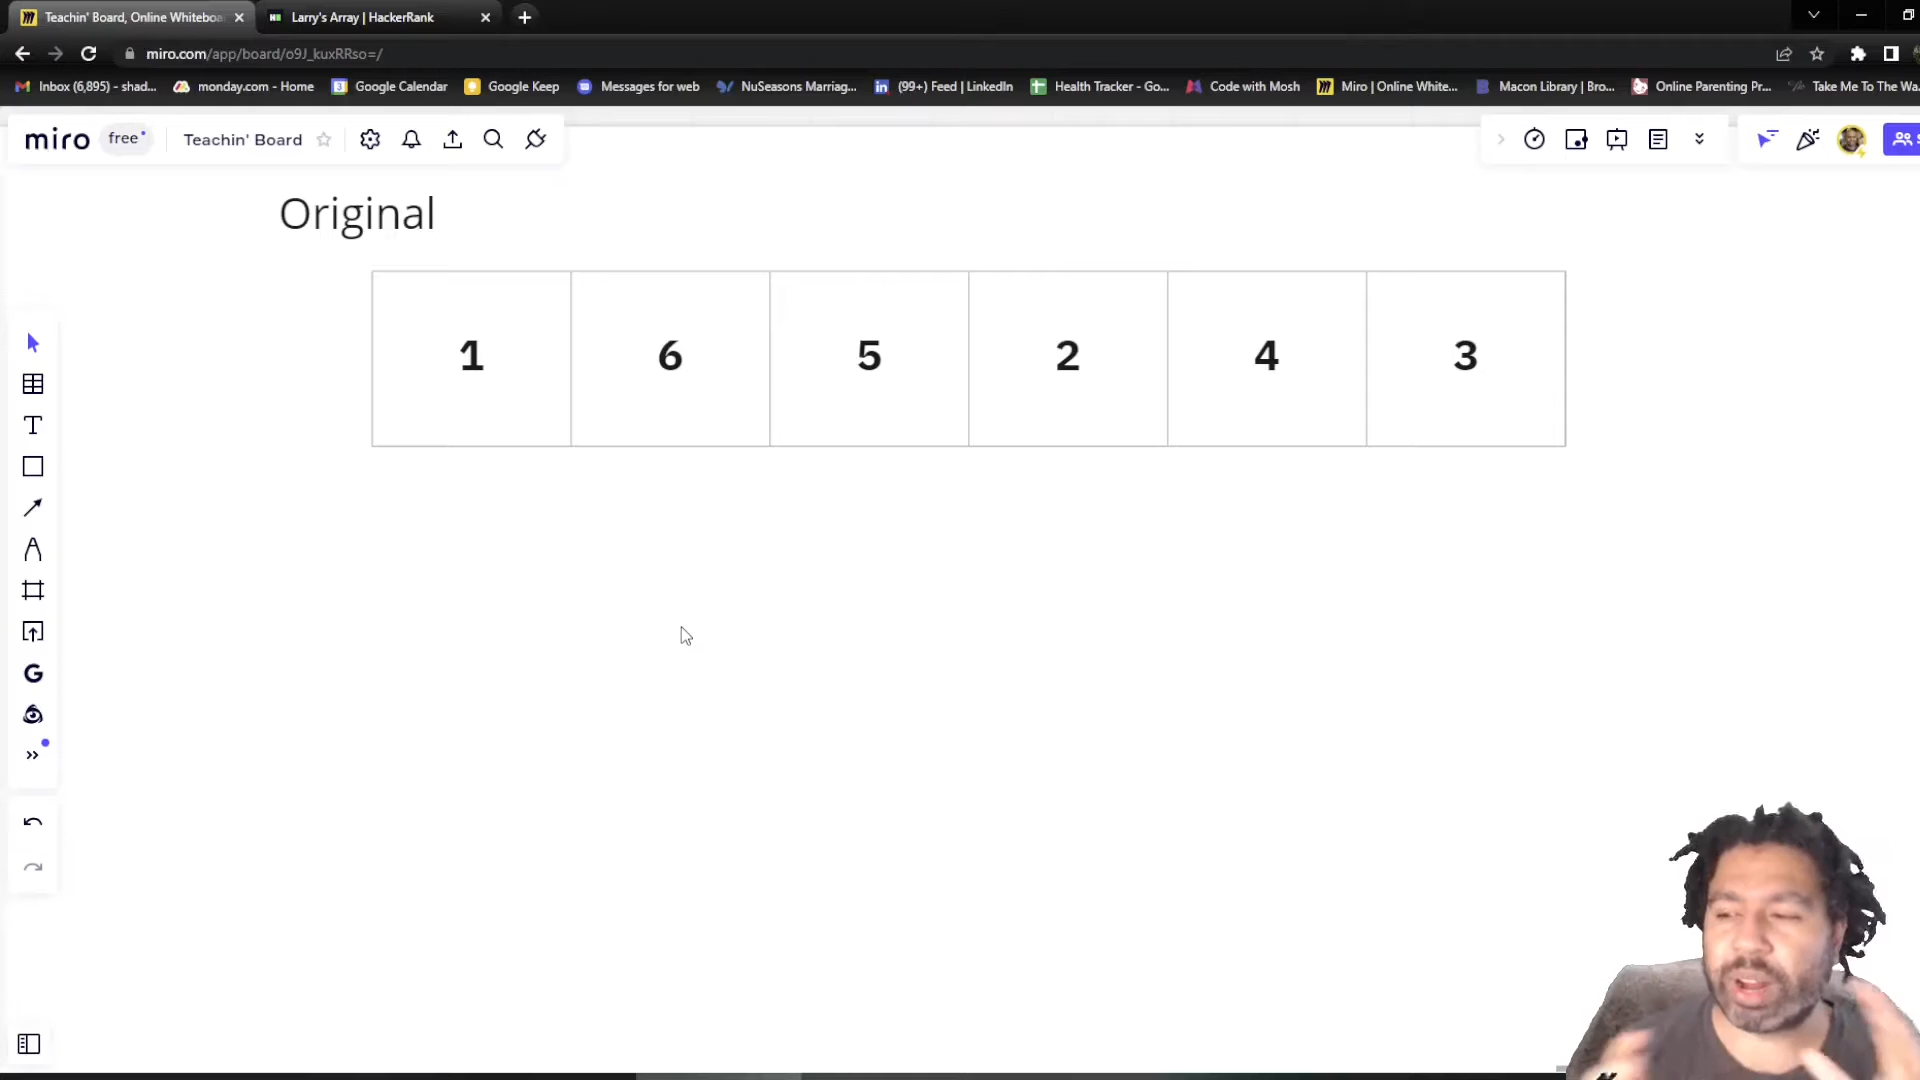 Teachin' Board, Online Whiteboa
Larry's Array | HackerRank
miro.com/app/board/o9J_kuxRRso=/
Inbox (6,895) - shad...
monday.com - Home
Google Calendar
Google Keep
Messages for web
NuSeasons Marriag...
(99+) Feed | LinkedIn
Health Tracker - Go...
Code with Mosh
Miro | Online White...
Macon Library | Bro...
Online Parenting Pr...
Take Me To The Wa
miro free Teachin' Board
Original
1 6 5 2 4 3